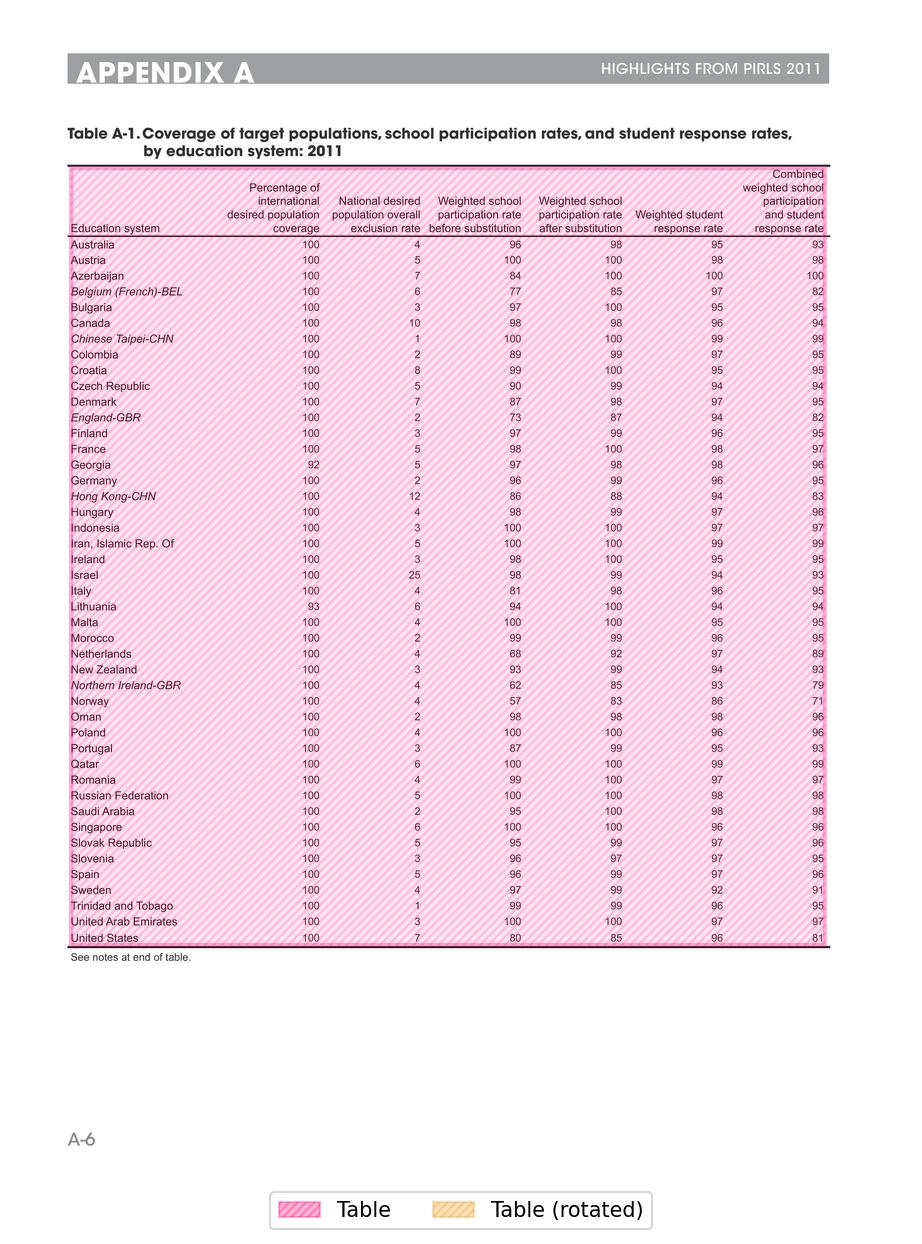 APPENDIX A
HIGHLIGHTS FROM PIRLS 2011
Table A-1. Coverage of target populations, school participation rates, and student response rates,
by education system: 2011
Education system | Percentage of international desired population coverage | National desired population overall exclusion rate | Weighted school participation rate before substitution | Weighted school participation rate after substitution | Weighted student response rate | Combined weighted school participation and student response rate
Australia 100 4 96 98 95 93
Austria 100 5 100 100 98 98
Azerbaijan 100 7 84 100 100 100
Belgium (French)-BEL 100 6 77 85 97 82
Bulgaria 100 3 97 100 95 95
Canada 100 10 98 98 96 94
Chinese Taipei-CHN 100 1 100 100 99 99
Colombia 100 2 89 99 97 95
Croatia 100 8 99 100 95 95
Czech Republic 100 5 90 99 94 94
Denmark 100 7 87 98 97 95
England-GBR 100 2 73 87 94 82
Finland 100 3 97 99 96 95
France 100 5 98 100 98 97
Georgia 92 5 97 98 98 96
Germany 100 2 96 99 96 95
Hong Kong-CHN 100 12 86 88 94 83
Hungary 100 4 98 99 97 96
Indonesia 100 3 100 100 97 97
Iran, Islamic Rep. Of 100 5 100 100 99 99
Ireland 100 3 98 100 95 95
Israel 100 25 98 99 94 93
Italy 100 4 81 98 96 95
Lithuania 93 6 94 100 94 94
Malta 100 4 100 100 95 95
Morocco 100 2 99 99 96 95
Netherlands 100 4 68 92 97 89
New Zealand 100 3 93 99 94 93
Northern Ireland-GBR 100 4 62 85 93 79
Norway 100 4 57 83 86 71
Oman 100 2 98 98 98 96
Poland 100 4 100 100 96 96
Portugal 100 3 87 99 95 93
Qatar 100 6 100 100 99 99
Romania 100 4 99 100 97 97
Russian Federation 100 5 100 100 98 98
Saudi Arabia 100 2 95 100 98 98
Singapore 100 6 100 100 96 96
Slovak Republic 100 5 95 99 97 96
Slovenia 100 3 96 97 97 95
Spain 100 5 96 99 97 96
Sweden 100 4 97 99 92 91
Trinidad and Tobago 100 1 99 99 96 95
United Arab Emirates 100 3 100 100 97 97
United States 100 7 80 85 96 81
See notes at end of table.
A-6
Table
Table (rotated)